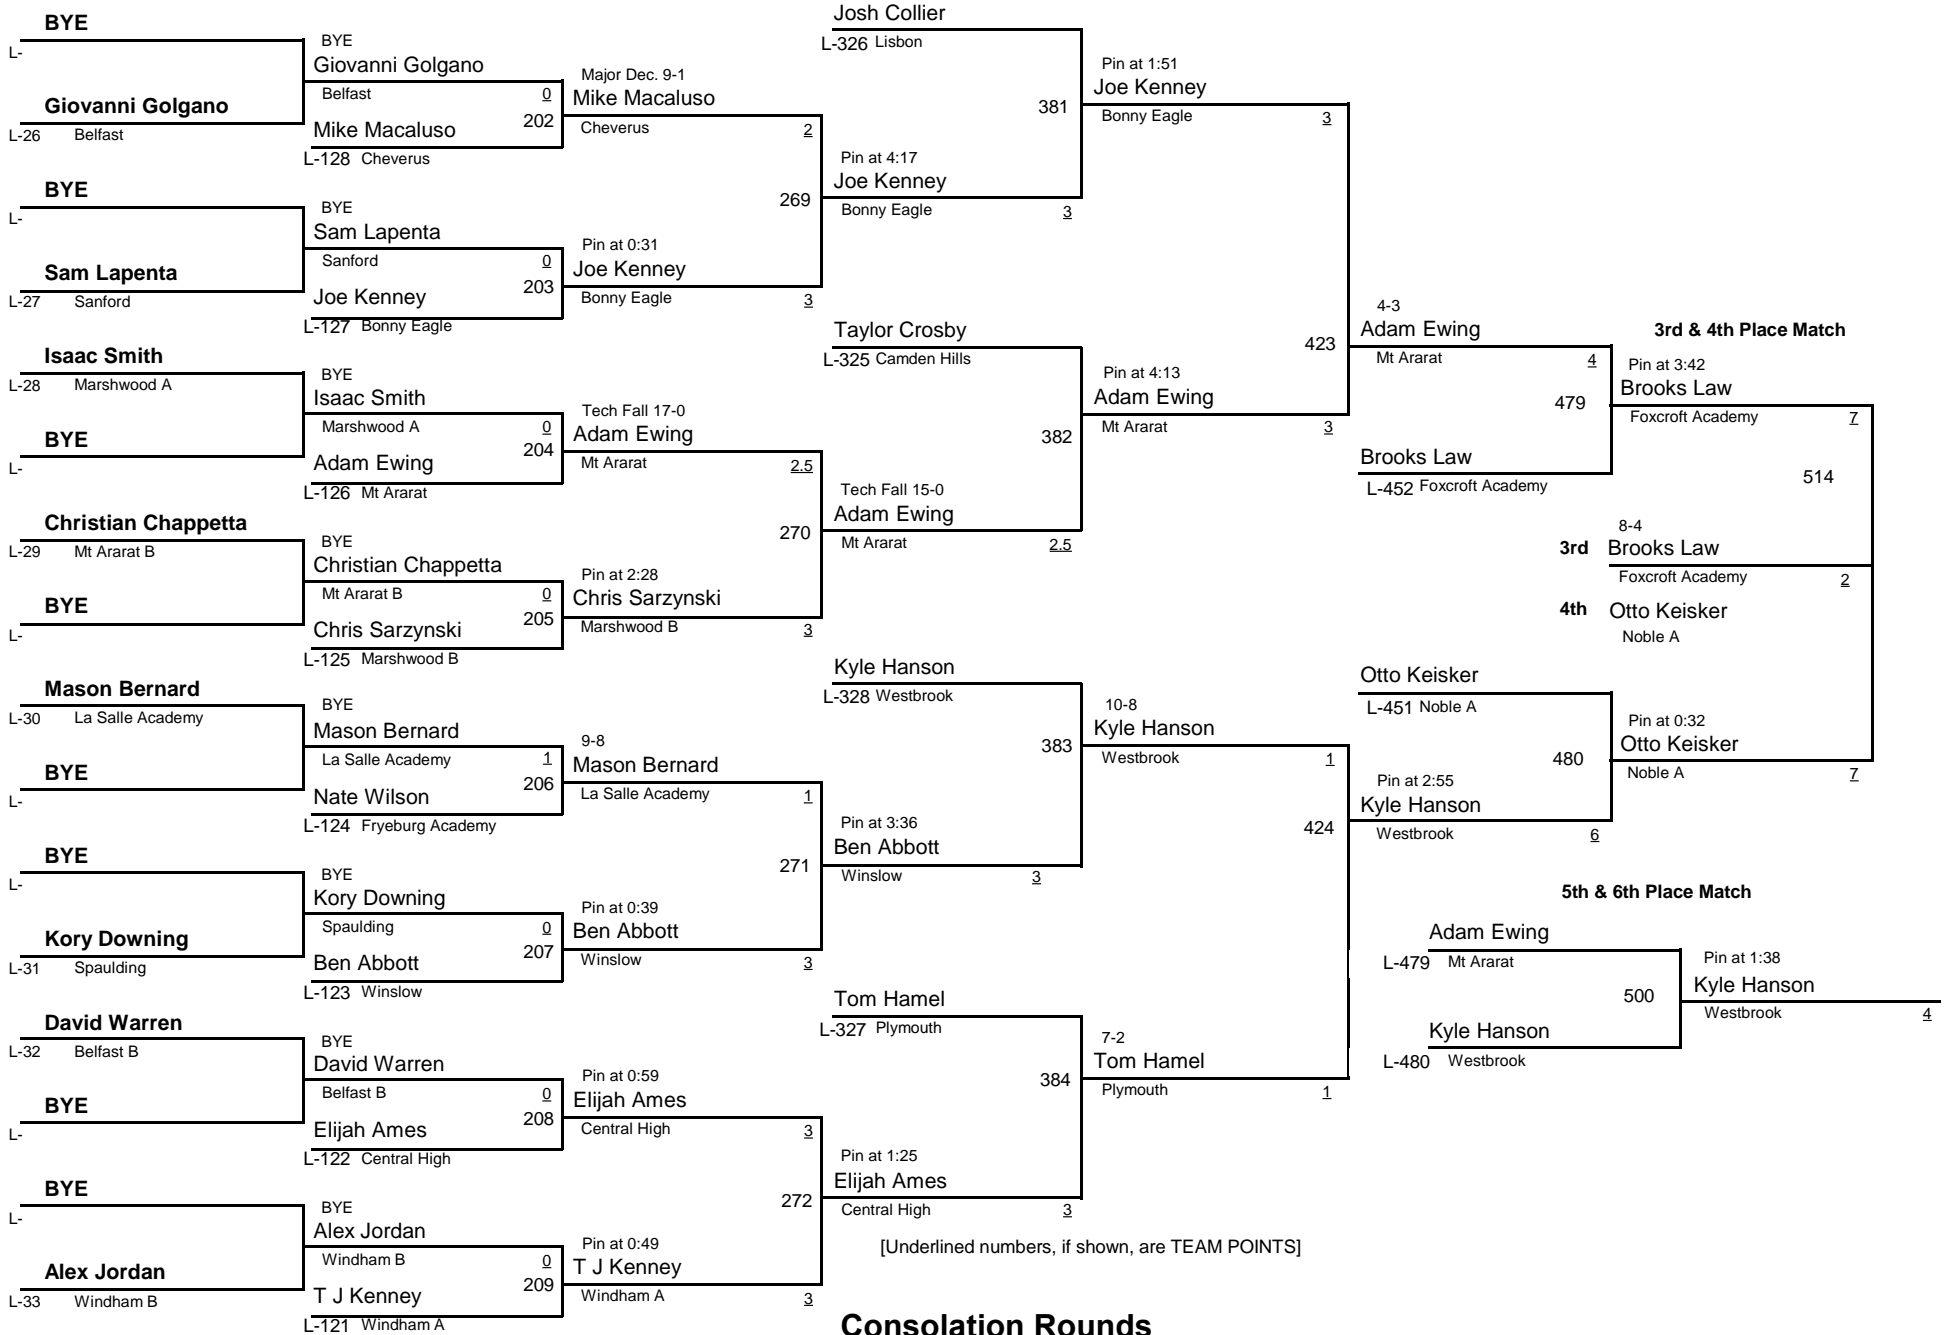 BYE
L-
Giovanni Golgano
L-26 Belfast
BYE
L-
Sam Lapenta
L-27 Sanford
Isaac Smith
L-28 Marshwood A
BYE
L-
Christian Chappetta
L-29 Mt Ararat B
BYE
L-
Mason Bernard
L-30 La Salle Academy
BYE
L-
BYE
L-
Kory Downing
L-31 Spaulding
David Warren
L-32 Belfast B
BYE
L-
BYE
L-
Alex Jordan
L-33 Windham B
BYE
Giovanni Golgano
Belfast 0
202
Mike Macaluso
L-128 Cheverus
BYE
Sam Lapenta
Sanford 0
203
Joe Kenney
L-127 Bonny Eagle
BYE
Isaac Smith
Marshwood A 0
204
Adam Ewing
L-126 Mt Ararat
BYE
Christian Chappetta
Mt Ararat B 0
205
Chris Sarzynski
L-125 Marshwood B
BYE
Mason Bernard
La Salle Academy 1
206
Nate Wilson
L-124 Fryeburg Academy
BYE
Kory Downing
Spaulding 0
207
Ben Abbott
L-123 Winslow
BYE
David Warren
Belfast B 0
208
Elijah Ames
L-122 Central High
BYE
Alex Jordan
Windham B 0
209
T J Kenney
L-121 Windham A
Major Dec. 9-1
Mike Macaluso
Cheverus 2
269
Pin at 0:31
Joe Kenney
Bonny Eagle 3
Tech Fall 17-0
Adam Ewing
Mt Ararat 2.5
270
Pin at 2:28
Chris Sarzynski
Marshwood B 3
9-8
Mason Bernard
La Salle Academy 1
271
Pin at 0:39
Ben Abbott
Winslow 3
Pin at 0:59
Elijah Ames
Central High 3
272
Pin at 0:49
T J Kenney
Windham A 3
Josh Collier
L-326 Lisbon
381
Pin at 4:17
Joe Kenney
Bonny Eagle 3
Taylor Crosby
L-325 Camden Hills
382
Tech Fall 15-0
Adam Ewing
Mt Ararat 2.5
Kyle Hanson
L-328 Westbrook
383
Pin at 3:36
Ben Abbott
Winslow 3
Tom Hamel
L-327 Plymouth
384
Pin at 1:25
Elijah Ames
Central High 3
[Underlined numbers, if shown, are TEAM POINTS]
Consolation Rounds
Pin at 1:51
Joe Kenney
Bonny Eagle 3
423
Pin at 4:13
Adam Ewing
Mt Ararat 3
10-8
Kyle Hanson
Westbrook 1
424
7-2
Tom Hamel
Plymouth 1
4-3
Adam Ewing
Mt Ararat 4
479
Brooks Law
L-452 Foxcroft Academy
Otto Keisker
L-451 Noble A
480
Pin at 2:55
Kyle Hanson
Westbrook 6
3rd & 4th Place Match
Pin at 3:42
Brooks Law
Foxcroft Academy 7
514
8-4
3rd Brooks Law
Foxcroft Academy 2
4th Otto Keisker
Noble A
Pin at 0:32
Otto Keisker
Noble A 7
5th & 6th Place Match
Adam Ewing
L-479 Mt Ararat
500
Kyle Hanson
L-480 Westbrook
Pin at 1:38
Kyle Hanson
Westbrook 4